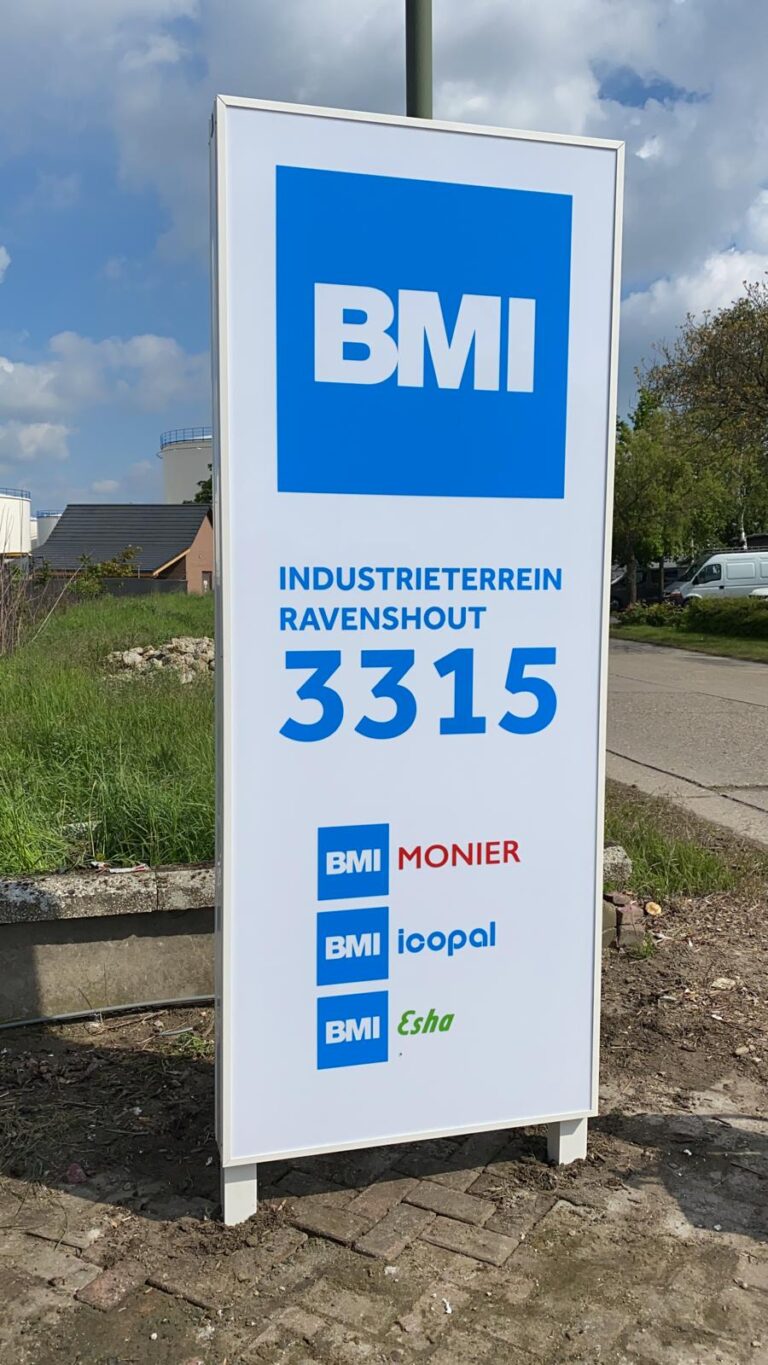 BMI
INDUSTRIETERREIN
RAVENSHOUT
3315
BMI MONIER
BMI icopal
BMI Esha